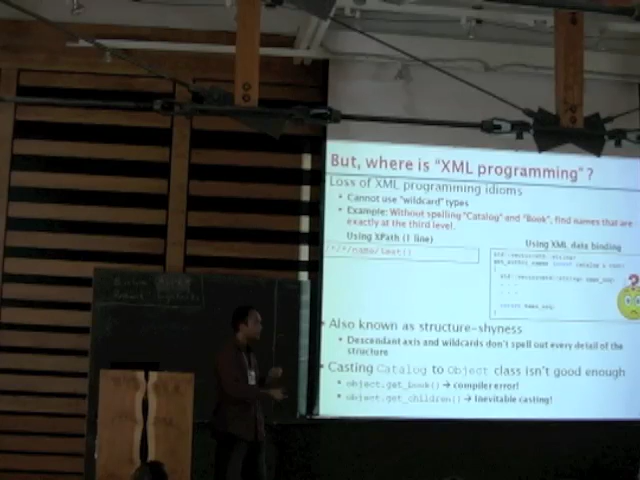 But, where is "XML programming"?
Loss of XML programming idioms
• Cannot use "wildcard" types
• Example: Without spelling "Catalog" and "Book", find names that are
exactly at the third level.
Using XPath (1 line)
/*/*/name/text()
Using XML data binding
?
• Also known as structure-shyness
• Descendant axis and wildcards don't spell out every detail of the
structure
• Casting Catalog to Object class isn't good enough
• object.get_book() → compiler error!
• object.get_children() → Inevitable casting!